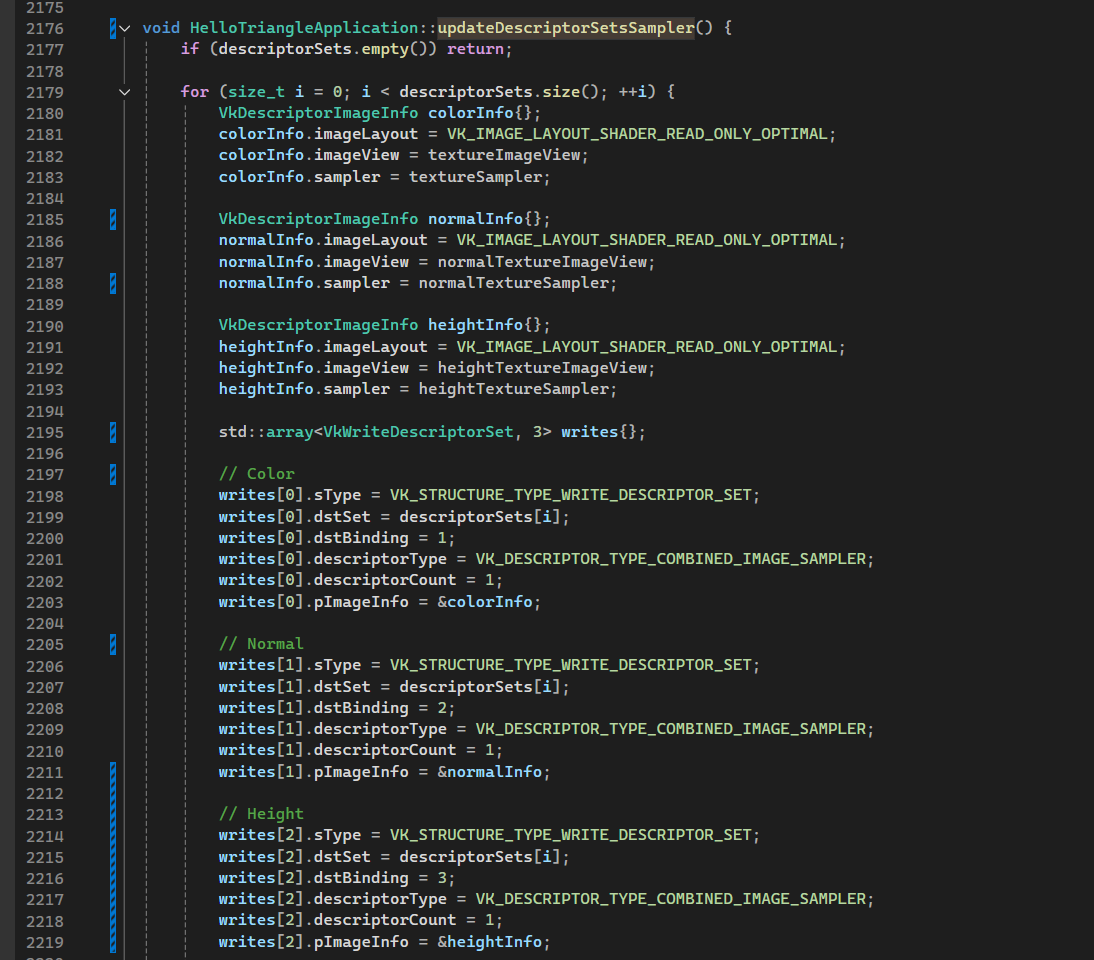 2175
2176 void HelloTriangleApplication::updateDescriptorSetsSampler() {
2177 if (descriptorSets.empty()) return;
2178
2179 for (size_t i = 0; i < descriptorSets.size(); ++i) {
2180 VkDescriptorImageInfo colorInfo{};
2181 colorInfo.imageLayout = VK_IMAGE_LAYOUT_SHADER_READ_ONLY_OPTIMAL;
2182 colorInfo.imageView = textureImageView;
2183 colorInfo.sampler = textureSampler;
2184
2185 VkDescriptorImageInfo normalInfo{};
2186 normalInfo.imageLayout = VK_IMAGE_LAYOUT_SHADER_READ_ONLY_OPTIMAL;
2187 normalInfo.imageView = normalTextureImageView;
2188 normalInfo.sampler = normalTextureSampler;
2189
2190 VkDescriptorImageInfo heightInfo{};
2191 heightInfo.imageLayout = VK_IMAGE_LAYOUT_SHADER_READ_ONLY_OPTIMAL;
2192 heightInfo.imageView = heightTextureImageView;
2193 heightInfo.sampler = heightTextureSampler;
2194
2195 std::array<VkWriteDescriptorSet, 3> writes{};
2196
2197 // Color
2198 writes[0].sType = VK_STRUCTURE_TYPE_WRITE_DESCRIPTOR_SET;
2199 writes[0].dstSet = descriptorSets[i];
2200 writes[0].dstBinding = 1;
2201 writes[0].descriptorType = VK_DESCRIPTOR_TYPE_COMBINED_IMAGE_SAMPLER;
2202 writes[0].descriptorCount = 1;
2203 writes[0].pImageInfo = &colorInfo;
2204
2205 // Normal
2206 writes[1].sType = VK_STRUCTURE_TYPE_WRITE_DESCRIPTOR_SET;
2207 writes[1].dstSet = descriptorSets[i];
2208 writes[1].dstBinding = 2;
2209 writes[1].descriptorType = VK_DESCRIPTOR_TYPE_COMBINED_IMAGE_SAMPLER;
2210 writes[1].descriptorCount = 1;
2211 writes[1].pImageInfo = &normalInfo;
2212
2213 // Height
2214 writes[2].sType = VK_STRUCTURE_TYPE_WRITE_DESCRIPTOR_SET;
2215 writes[2].dstSet = descriptorSets[i];
2216 writes[2].dstBinding = 3;
2217 writes[2].descriptorType = VK_DESCRIPTOR_TYPE_COMBINED_IMAGE_SAMPLER;
2218 writes[2].descriptorCount = 1;
2219 writes[2].pImageInfo = &heightInfo;